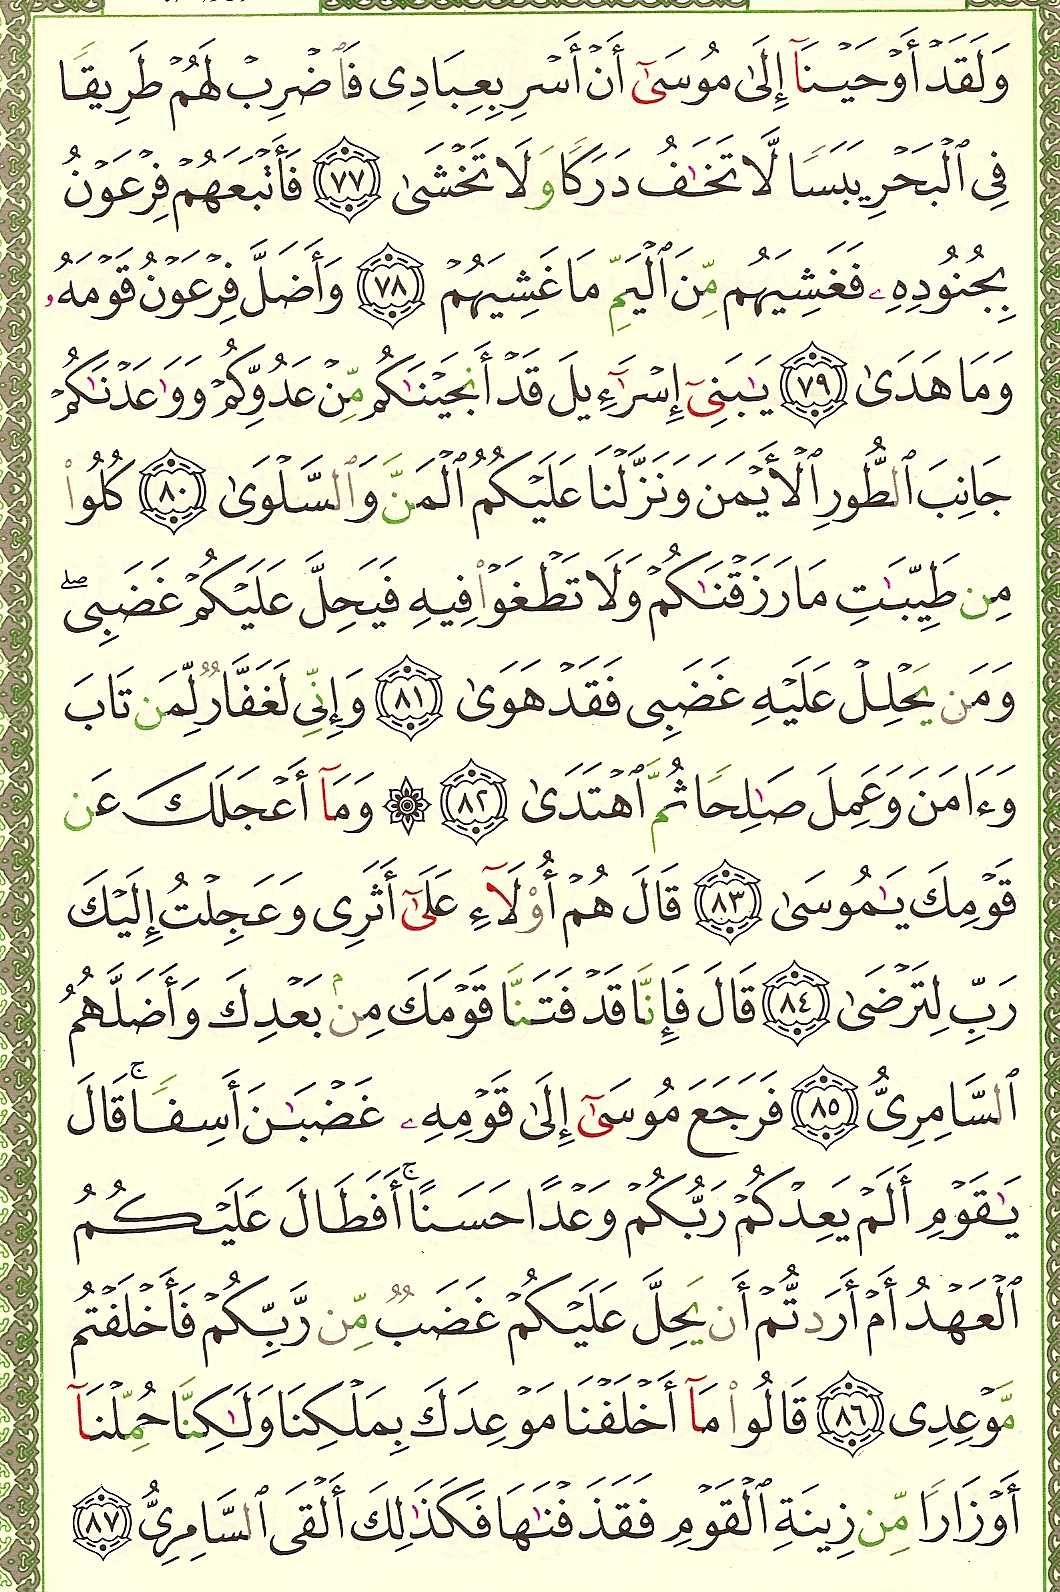 وَلَقَدْ أَوْحَيْنَآ إِلَىٰ مُوسَىٰٓ أَنْ أَسْرِ بِعِبَادِى فَٱضْرِبْ لَهُمْ طَرِيقًا
فِى ٱلْبَحْرِ يَبَسًا لَّا تَخَـٰفُ دَرَكًا وَلَا تَخْشَىٰ ٧٧ فَأَتْبَعَهُمْ فِرْعَوْنُ
بِجُنُودِهِۦ فَغَشِيَهُم مِّنَ ٱلْيَمِّ مَا غَشِيَهُمْ ٧٨ وَأَضَلَّ فِرْعَوْنُ قَوْمَهُۥ
وَمَا هَدَىٰ ٧٩ يَـٰبَنِىٓ إِسْرَٰٓءِيلَ قَدْ أَنجَيْنَـٰكُم مِّنْ عَدُوِّكُمْ وَوَٰعَدْنَـٰكُمْ
جَانِبَ ٱلطُّورِ ٱلْأَيْمَنَ وَنَزَّلْنَا عَلَيْكُمُ ٱلْمَنَّ وَٱلسَّلْوَىٰ ٨٠ كُلُوا۟
مِن طَيِّبَـٰتِ مَا رَزَقْنَـٰكُمْ وَلَا تَطْغَوْا۟ فِيهِ فَيَحِلَّ عَلَيْكُمْ غَضَبِى ۖ
وَمَن يَحْلِلْ عَلَيْهِ غَضَبِى فَقَدْ هَوَىٰ ٨١ وَإِنِّى لَغَفَّارٌ لِّمَن تَابَ
وَءَامَنَ وَعَمِلَ صَـٰلِحًا ثُمَّ ٱهْتَدَىٰ ٨٢ ۞ وَمَآ أَعْجَلَكَ عَن
قَوْمِكَ يَـٰمُوسَىٰ ٨٣ قَالَ هُمْ أُو۟لَآءِ عَلَىٰٓ أَثَرِى وَعَجِلْتُ إِلَيْكَ
رَبِّ لِتَرْضَىٰ ٨٤ قَالَ فَإِنَّا قَدْ فَتَنَّا قَوْمَكَ مِنۢ بَعْدِكَ وَأَضَلَّهُمُ
ٱلسَّامِرِىُّ ٨٥ فَرَجَعَ مُوسَىٰٓ إِلَىٰ قَوْمِهِۦ غَضْبَـٰنَ أَسِفًا ۚ قَالَ
يَـٰقَوْمِ أَلَمْ يَعِدْكُمْ رَبُّكُمْ وَعْدًا حَسَنًا ۚ أَفَطَالَ عَلَيْكُمُ
ٱلْعَهْدُ أَمْ أَرَدتُّمْ أَن يَحِلَّ عَلَيْكُمْ غَضَبٌ مِّن رَّبِّكُمْ فَأَخْلَفْتُم
مَّوْعِدِى ٨٦ قَالُوا۟ مَآ أَخْلَفْنَا مَوْعِدَكَ بِمَلْكِنَا وَلَـٰكِنَّا حُمِّلْنَآ
أَوْزَارًا مِّن زِينَةِ ٱلْقَوْمِ فَقَذَفْنَـٰهَا فَكَذَٰلِكَ أَلْقَى ٱلسَّامِرِىُّ ٨٧